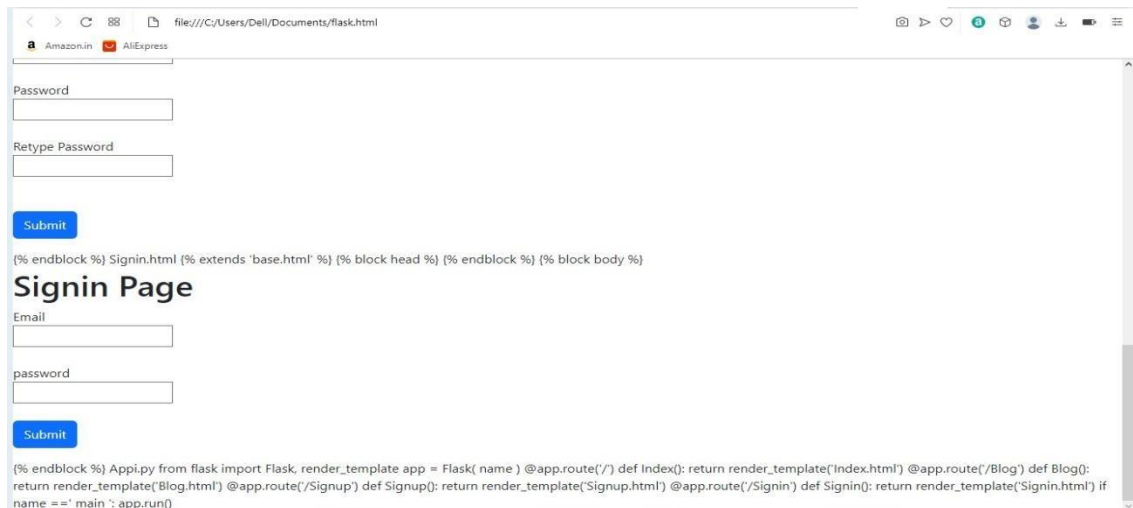 file:///C:/Users/Dell/Documents/flask.html
a Amazon.in AliExpress
Password
Retype Password
Submit
{% endblock %} Signin.html {% extends 'base.html' %} {% block head %} {% endblock %} {% block body %}
Signin Page
Email
password
Submit
{% endblock %} Appi.py from flask import Flask, render_template app = Flask( name ) @app.route('/') def Index(): return render_template('Index.html') @app.route('/Blog') def Blog():
return render_template('Blog.html') @app.route('/Signup') def Signup(): return render_template('Signup.html') @app.route('/Signin') def Signin(): return render_template('Signin.html') if
name ==' main ': app.run()